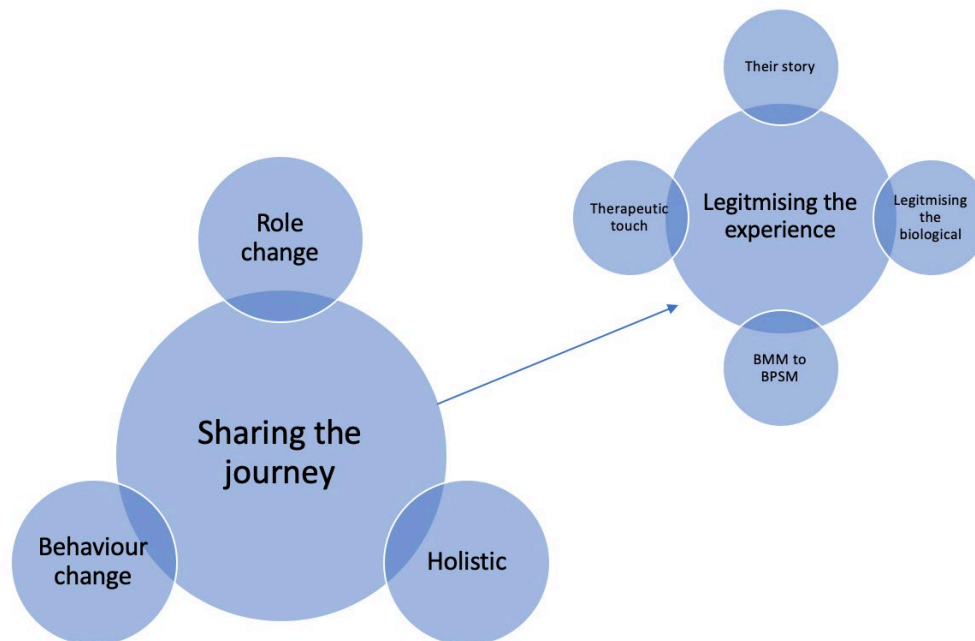 Their story
Therapeutic
touch
Legitmising the
experience
Legitmising
the
biological
BMM to
BPSM
Role
change
Sharing the
journey
Behaviour
change
Holistic